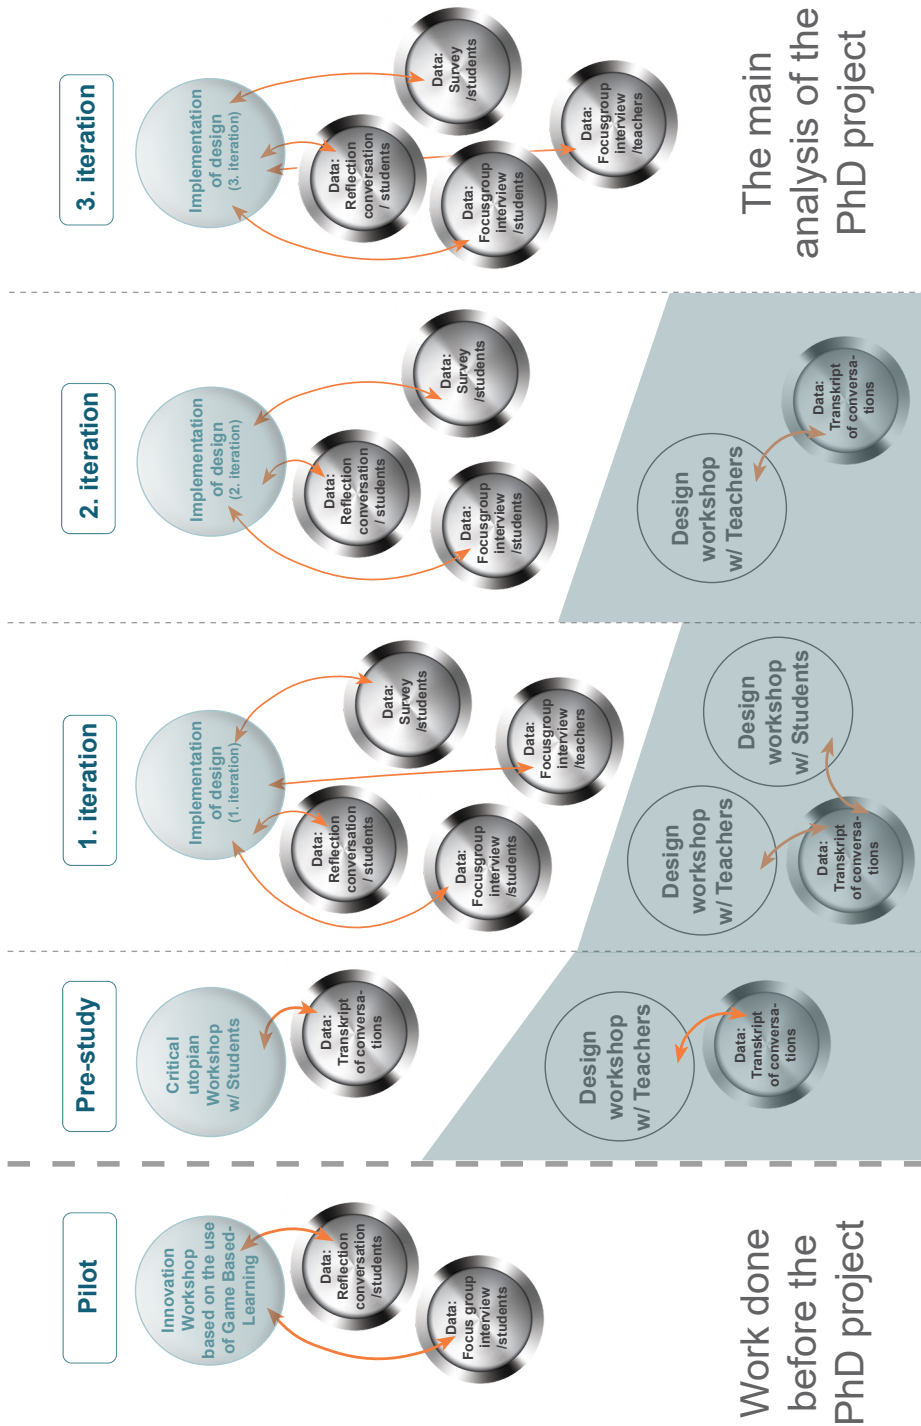 Pilot
Innovation
Workshop
based on the use
of Game Based-
Learning
Data:
Reflection
conversation
/students
Data:
Focus group
interview
/students
Work done
before the
PhD project
Pre-study
Critical
utopian
Workshop
w/ Students
Data:
Transkript
of conversa-
tions
Design
workshop
w/ Teachers
Data:
Transkript
of conversa-
tions
1. iteration
Implementation
of design
(1. iteration)
Data:
Reflection
conversation
/ students
Data:
Survey
/students
Data:
Focusgroup
interview
/students
Data:
Focusgroup
interview
/teachers
Design
workshop
w/ Teachers
Design
workshop
w/ Students
Data:
Transkript
of conversa-
tions
2. iteration
Implementation
of design
(2. iteration)
Data:
Reflection
conversation
/ students
Data:
Survey
/students
Data:
Focusgroup
interview
/students
Design
workshop
w/ Teachers
Data:
Transkript
of conversa-
tions
3. iteration
Implementation
of design
(3. iteration)
Data:
Reflection
conversation
/ students
Data:
Survey
/students
Data:
Focusgroup
interview
/students
Data:
Focusgroup
interview
/teachers
The main
analysis of the
PhD project